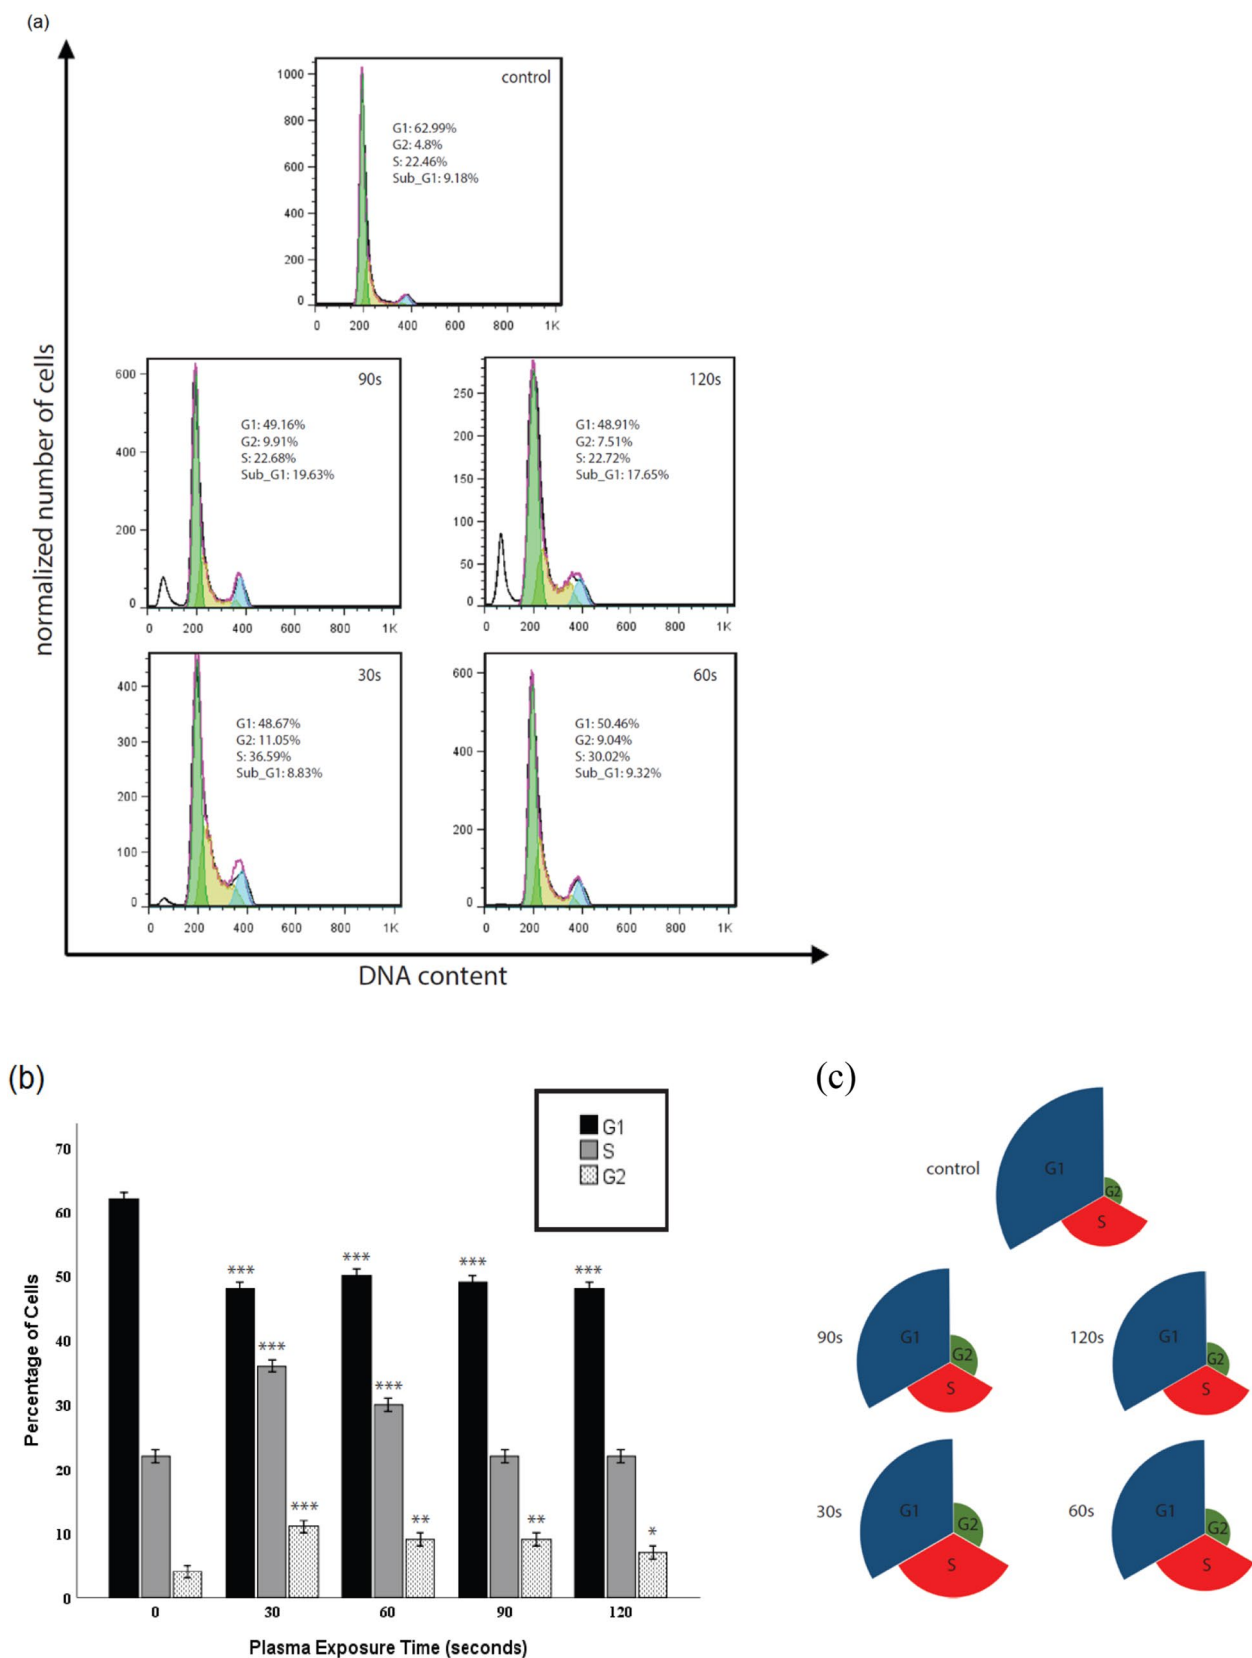 (a)
normalized number of cells
control
1000
800
600
400
200
0
G1: 62.99%
G2: 4.8%
S: 22.46%
Sub_G1: 9.18%
0 200 400 600 800 1K
90s
600
400
200
0
G1: 49.16%
G2: 9.91%
S: 22.68%
Sub_G1: 19.63%
0 200 400 600 800 1K
120s
250
200
150
100
50
0
G1: 48.91%
G2: 7.51%
S: 22.72%
Sub_G1: 17.65%
0 200 400 600 800 1K
30s
400
300
200
100
0
G1: 48.67%
G2: 11.05%
S: 36.59%
Sub_G1: 8.83%
0 200 400 600 800 1K
60s
600
400
200
0
G1: 50.46%
G2: 9.04%
S: 30.02%
Sub_G1: 9.32%
0 200 400 600 800 1K
DNA content
(b)
G1
S
G2
Percentage of Cells
70
60
50
40
30
20
10
0
*** *** *** ***
*** ***
*** ** ** *
0 30 60 90 120
Plasma Exposure Time (seconds)
(c)
control
G1
G2
S
90s
G1
G2
S
120s
G1
G2
S
30s
G1
G2
S
60s
G1
G2
S